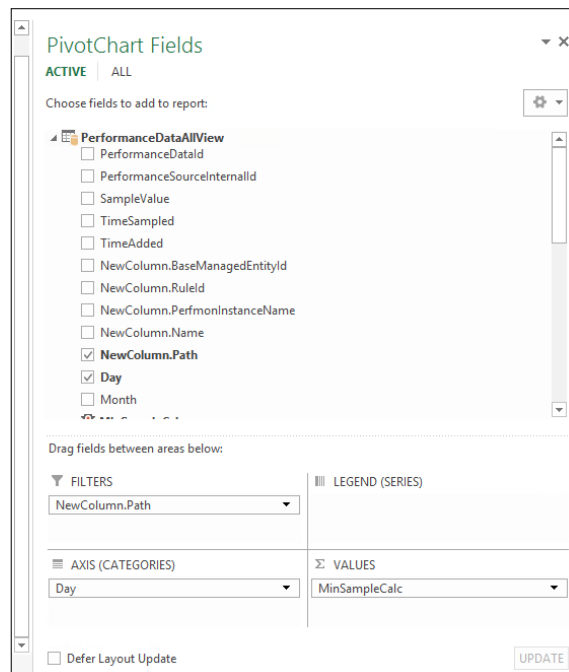 PivotChart Fields
ACTIVE ALL
Choose fields to add to report:
PerformanceDataAllView
PerformanceDataId
PerformanceSourceInternalId
SampleValue
TimeSampled
TimeAdded
NewColumn.BaseManagedEntityId
NewColumn.RuleId
NewColumn.PerfmonInstanceName
NewColumn.Name
NewColumn.Path
Day
Month
Drag fields between areas below:
FILTERS
NewColumn.Path
LEGEND (SERIES)
AXIS (CATEGORIES)
Day
Σ VALUES
MinSampleCalc
Defer Layout Update
UPDATE